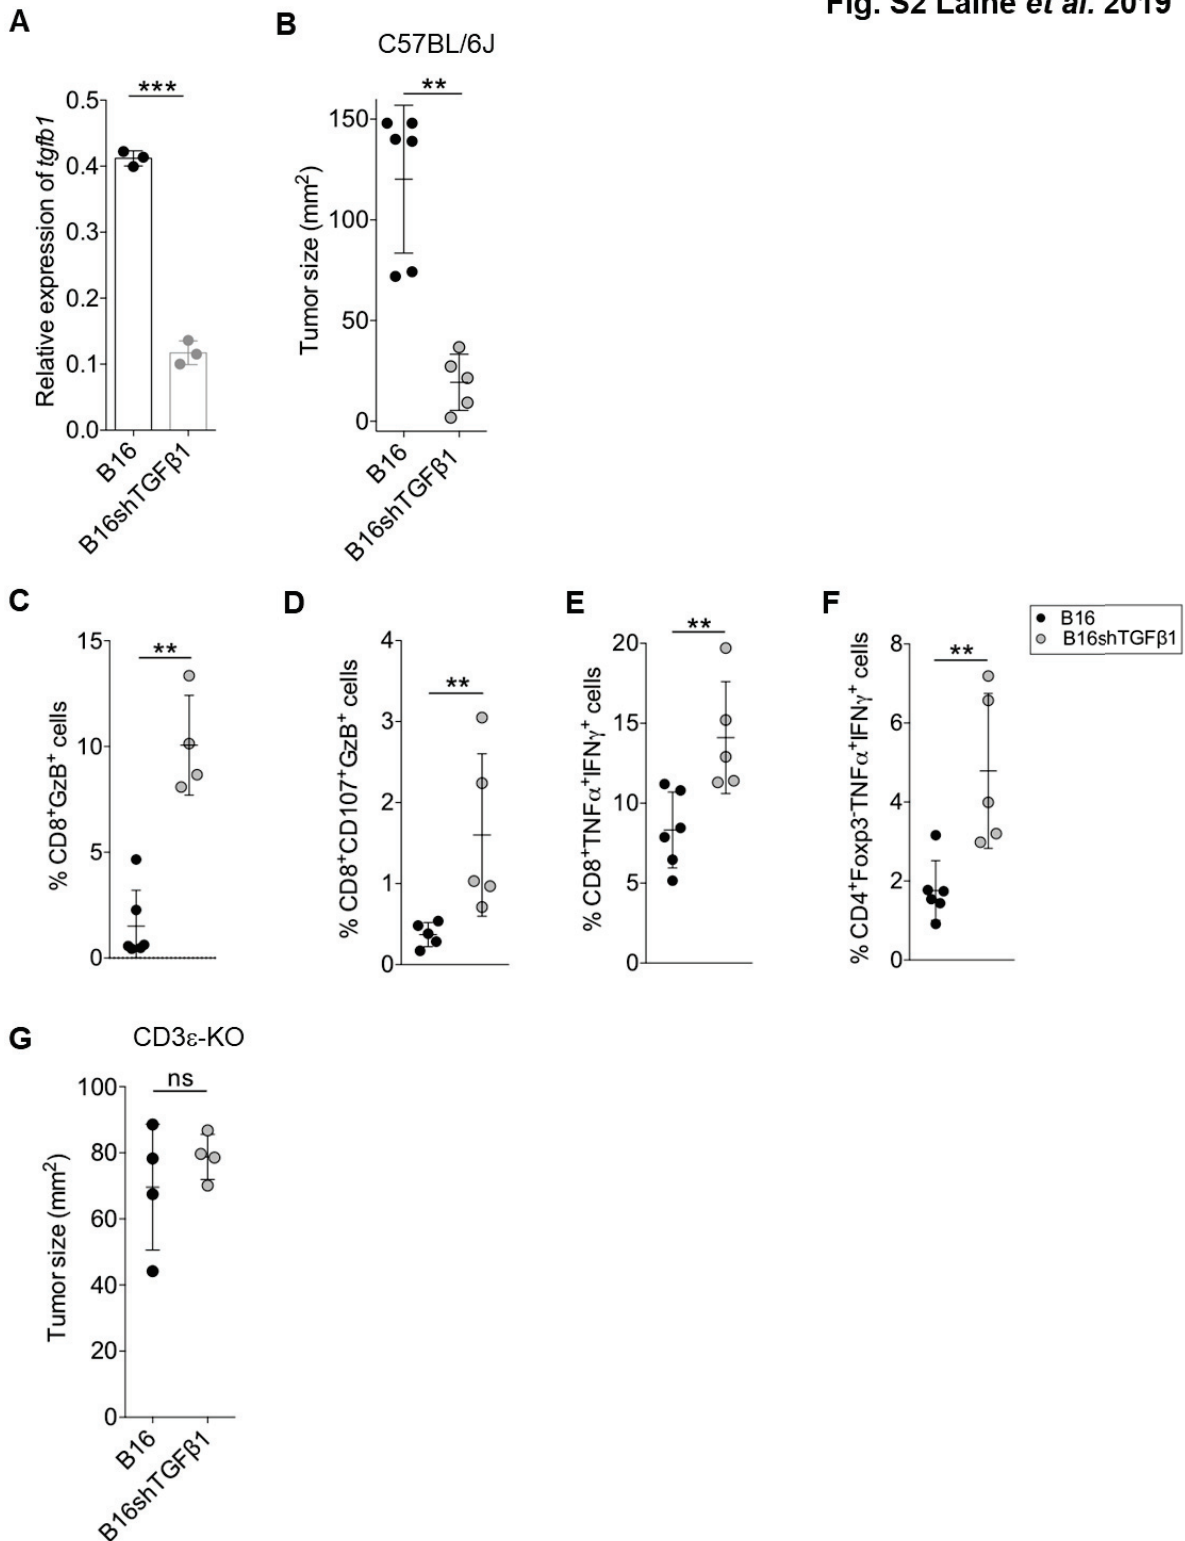 Fig. S2 Laine et al. 2019
A
B
C57BL/6J
***
**
Relative expression of tgfb1
0.5
0.4
0.3
0.2
0.1
0.0
B16
B16shTGFβ1
Tumor size (mm²)
150
100
50
0
B16
B16shTGFβ1
C
D
E
F
B16
B16shTGFβ1
% CD8⁺GzB⁺ cells
15
10
5
0
**
% CD8⁺CD107⁺GzB⁺ cells
4
3
2
1
0
**
% CD8⁺TNFα⁺IFNγ⁺ cells
20
15
10
5
0
**
% CD4⁺Foxp3⁻TNFα⁺IFNγ⁺ cells
8
6
4
2
0
**
G
CD3ε-KO
ns
Tumor size (mm²)
100
80
60
40
20
0
B16
B16shTGFβ1